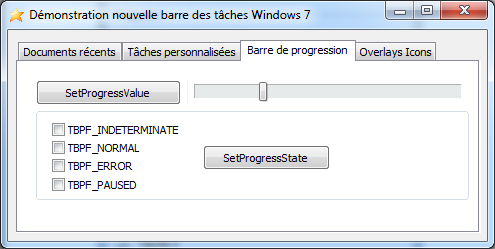 Démonstration nouvelle barre des tâches Windows 7
Documents récents Tâches personnalisées Barre de progression Overlays Icons
SetProgressValue
TBPF_INDETERMINATE
TBPF_NORMAL
TBPF_ERROR
TBPF_PAUSED
SetProgressState